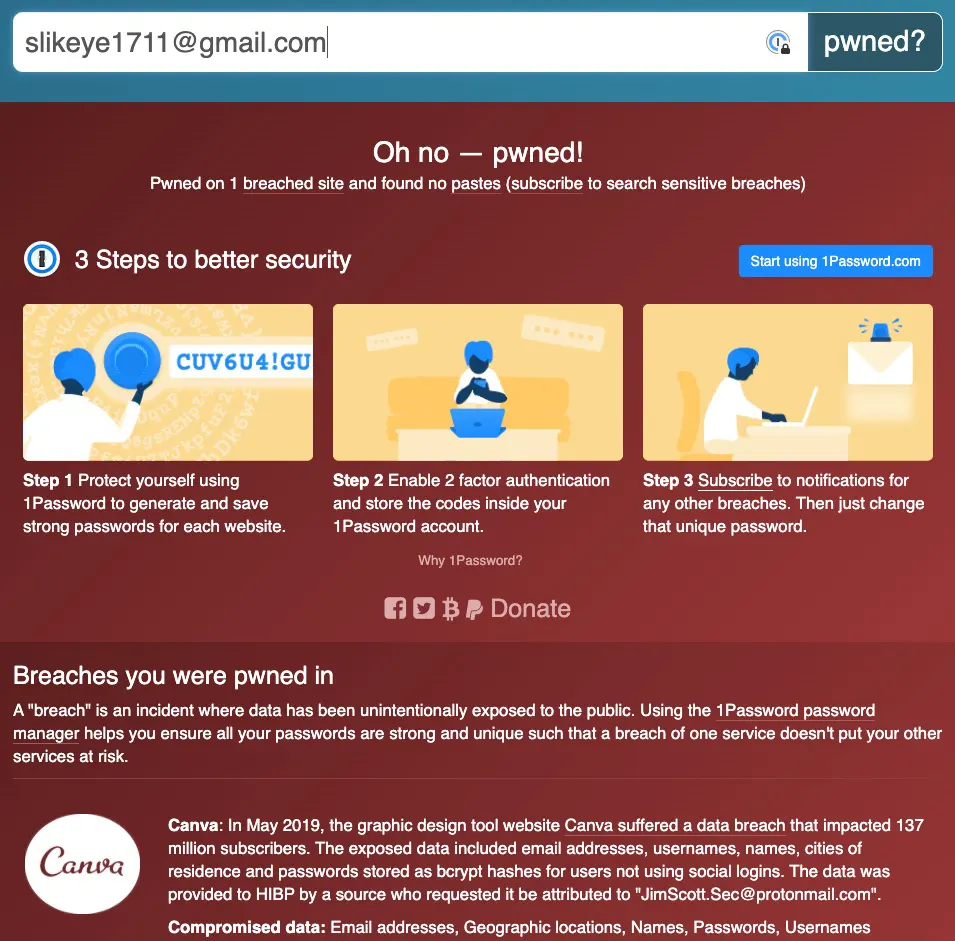 slikeye1711@gmail.com
pwned?
Oh no — pwned!
Pwned on 1 breached site and found no pastes (subscribe to search sensitive breaches)
3 Steps to better security
Start using 1Password.com
CUV6U4!GU
Step 1 Protect yourself using
1Password to generate and save
strong passwords for each website.
Step 2 Enable 2 factor authentication
and store the codes inside your
1Password account.
Step 3 Subscribe to notifications for
any other breaches. Then just change
that unique password.
Why 1Password?
Donate
Breaches you were pwned in
A "breach" is an incident where data has been unintentionally exposed to the public. Using the 1Password password
manager helps you ensure all your passwords are strong and unique such that a breach of one service doesn't put your other
services at risk.
Canva
Canva: In May 2019, the graphic design tool website Canva suffered a data breach that impacted 137
million subscribers. The exposed data included email addresses, usernames, names, cities of
residence and passwords stored as bcrypt hashes for users not using social logins. The data was
provided to HIBP by a source who requested it be attributed to "JimScott.Sec@protonmail.com".
Compromised data: Email addresses, Geographic locations, Names, Passwords, Usernames